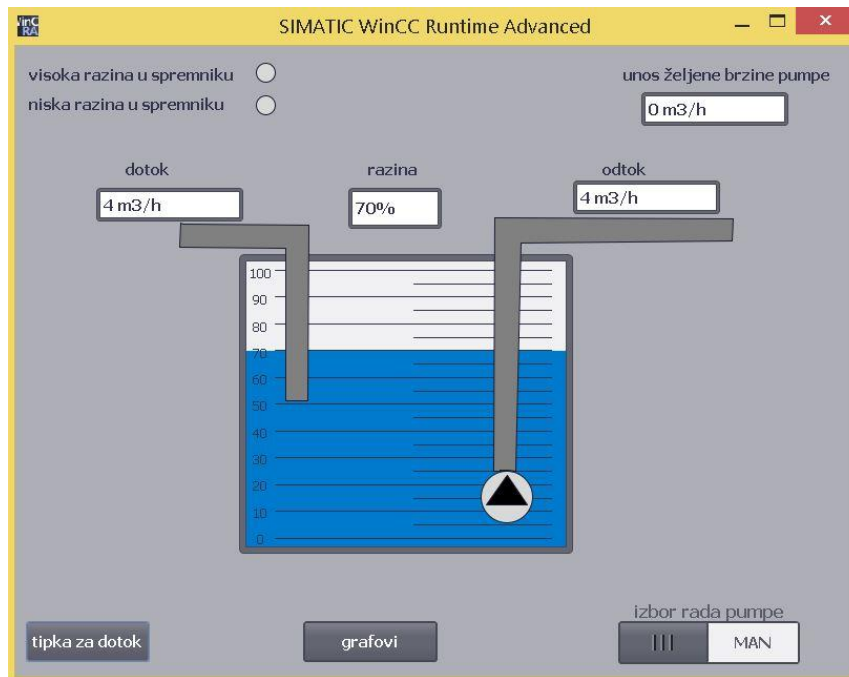 WinC
RA
SIMATIC WinCC Runtime Advanced
visoka razina u spremniku
niska razina u spremniku
unos željene brzine pumpe
0 m3/h
dotok
razina
odtok
4 m3/h
70%
4 m3/h
100
90
80
70
60
50
40
30
20
10
0
izbor rada pumpe
tipka za dotok
grafovi
MAN